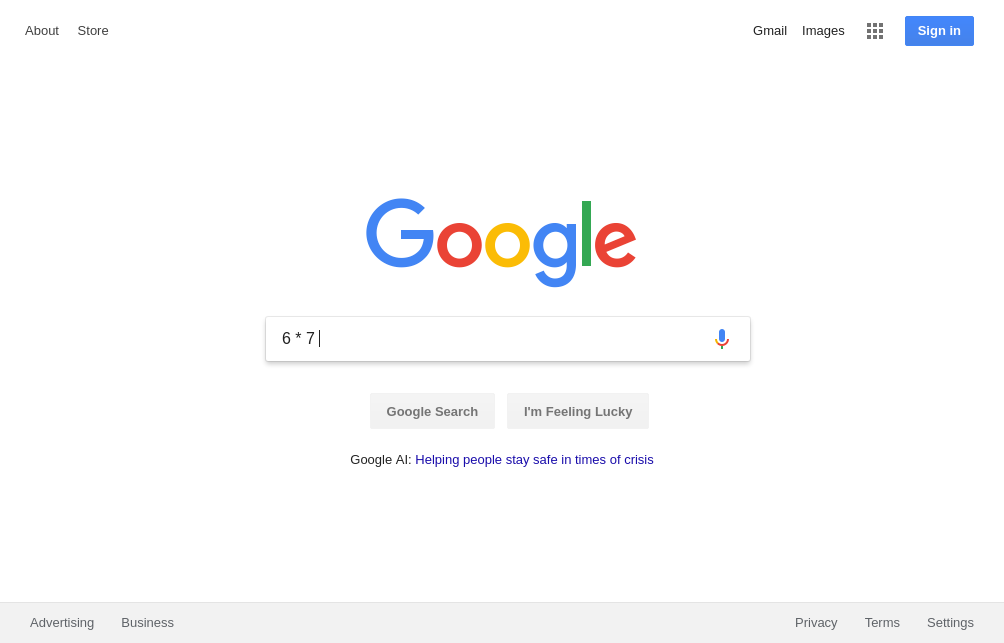 About Store Gmail Images Sign in
Google
6 * 7
Google Search I'm Feeling Lucky
Google AI: Helping people stay safe in times of crisis
Advertising Business Privacy Terms Settings